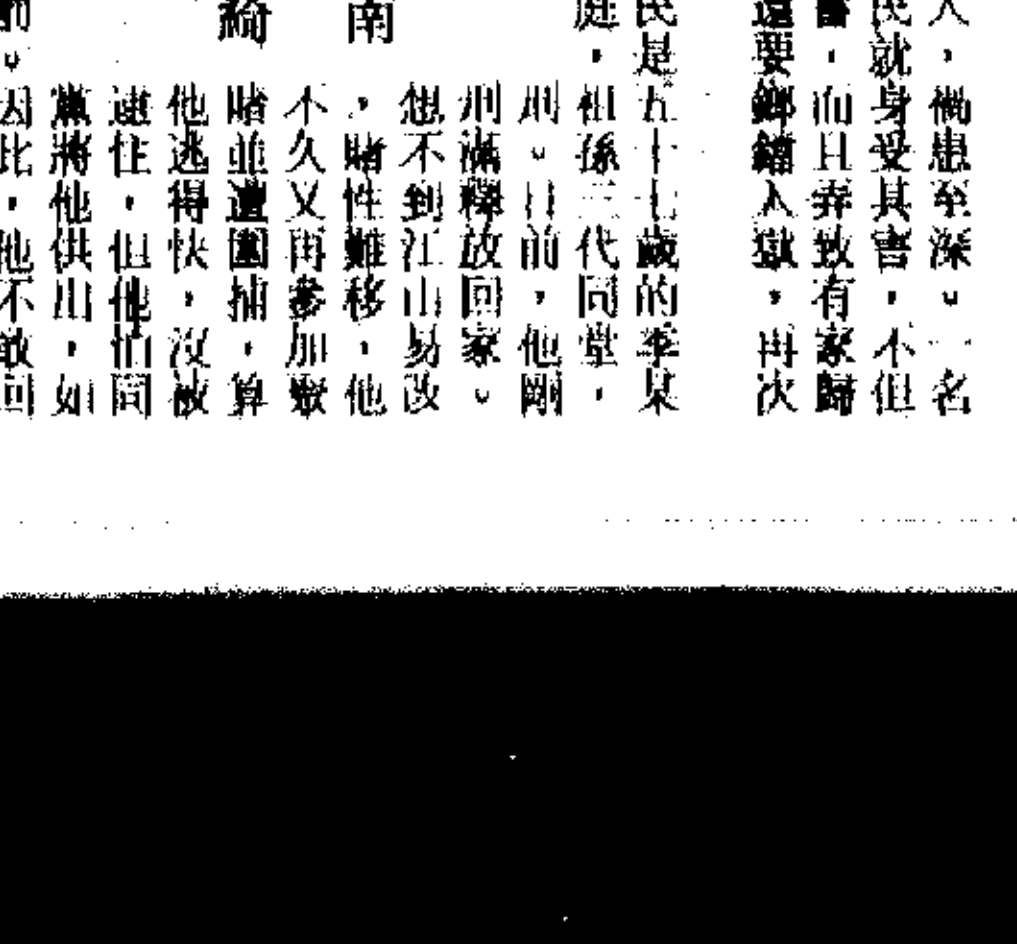 人，禍患至深。一名
民就身受其害，不但
，而且弄致有家歸
還要鄉鐺入獄，再次
民是五十七歲的李某
庭，祖孫三代同堂，
刑。日前，他剛
刑滿釋放回家。
想不到江山易改
，賭性難移，他
不久又再參加聚
賭並遭圍捕，算
他逃得快，沒被
逮住，但他怕同
黨將他供出，如
因此，他不敢回
南
綺